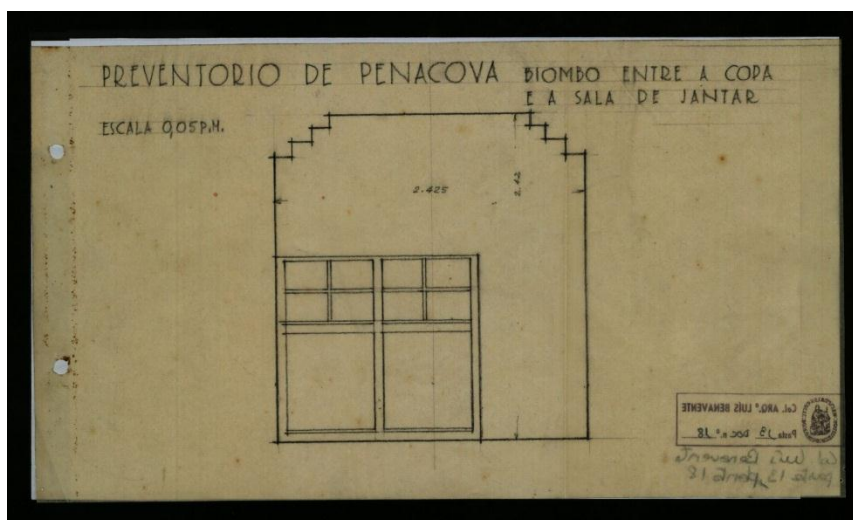 PREVENTORIO DE PENACOVA
BIOMBO ENTRE A COPA
E A SALA DE JANTAR
ESCALA 0,05 P.M.
2.425
2.42
Col. ARQ.º LUÍS BENAVENTE
Pasta 13 Doc n.º 18